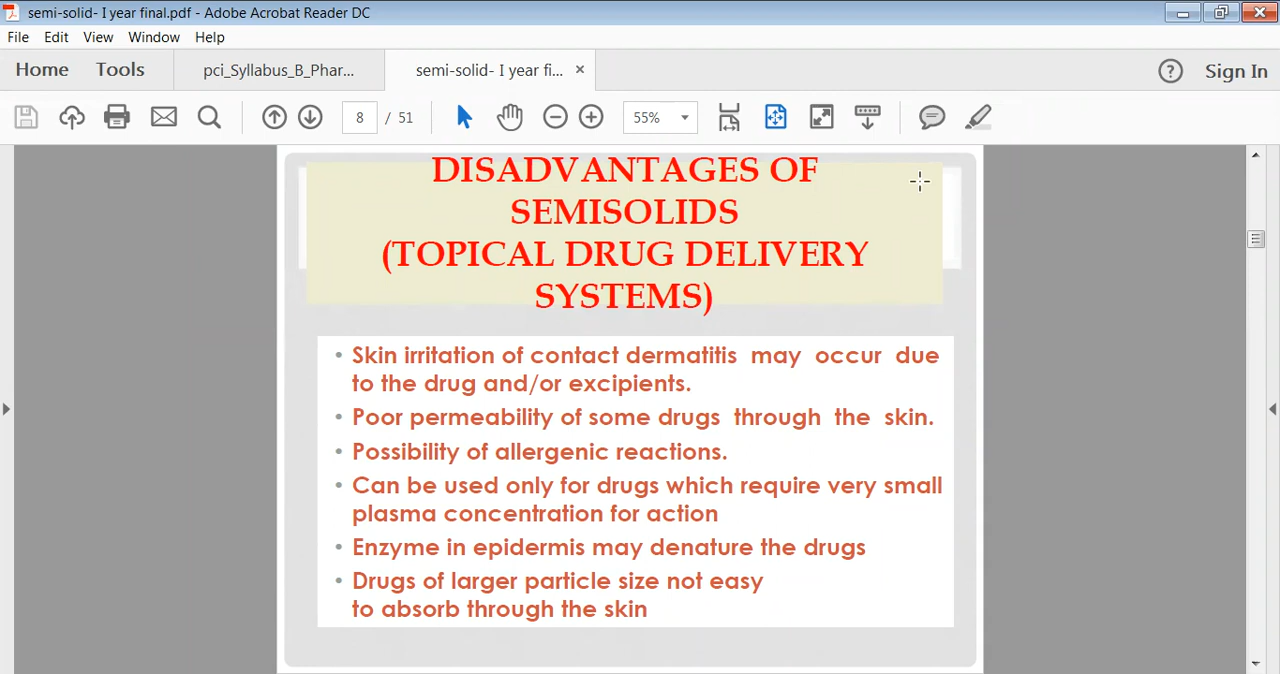 semi-solid- I year final.pdf - Adobe Acrobat Reader DC
File Edit View Window Help
Home Tools pci_Syllabus_B_Phar... semi-solid- I year fi... × ? Sign In
8 / 51 55%
DISADVANTAGES OF
SEMISOLIDS
(TOPICAL DRUG DELIVERY
SYSTEMS)
• Skin irritation of contact dermatitis may occur due
to the drug and/or excipients.
• Poor permeability of some drugs through the skin.
• Possibility of allergenic reactions.
• Can be used only for drugs which require very small
plasma concentration for action
• Enzyme in epidermis may denature the drugs
• Drugs of larger particle size not easy
to absorb through the skin